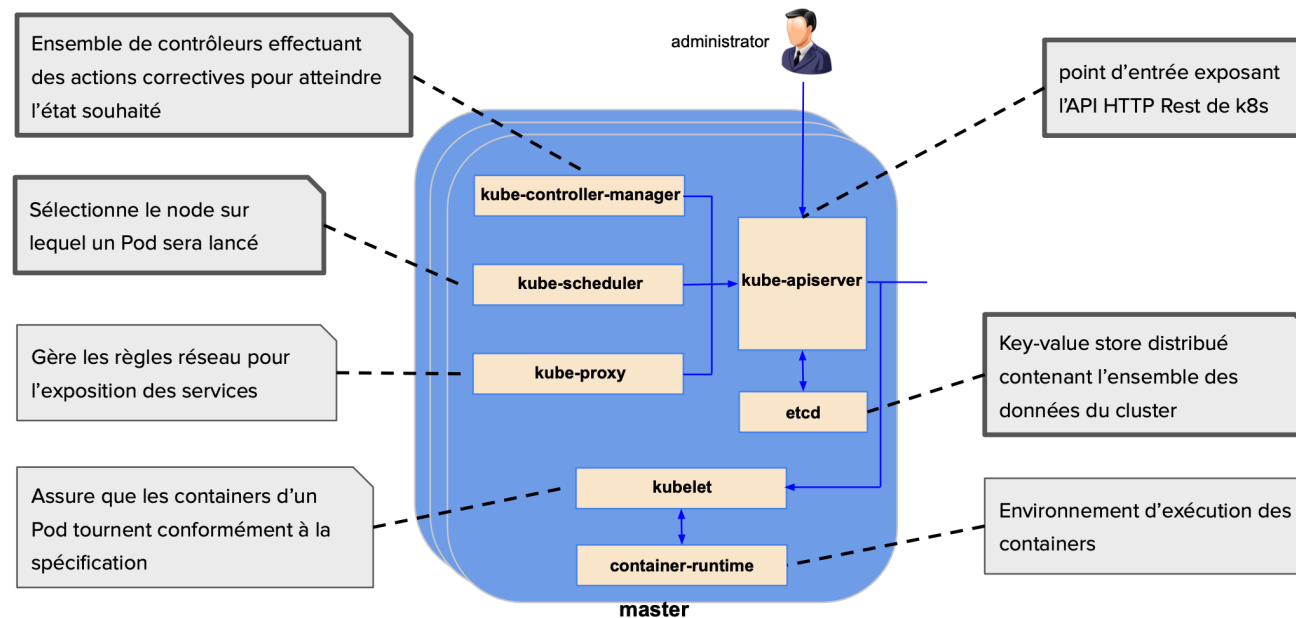 Ensemble de contrôleurs effectuant
des actions correctives pour atteindre
l’état souhaité
administrator
point d’entrée exposant
l’API HTTP Rest de k8s
kube-controller-manager
Sélectionne le node sur
lequel un Pod sera lancé
kube-scheduler
kube-apiserver
Gère les règles réseau pour
l’exposition des services
kube-proxy
Key-value store distribué
contenant l’ensemble des
données du cluster
etcd
Assure que les containers d’un
Pod tournent conformément à la
spécification
kubelet
Environnement d’exécution des
containers
container-runtime
master